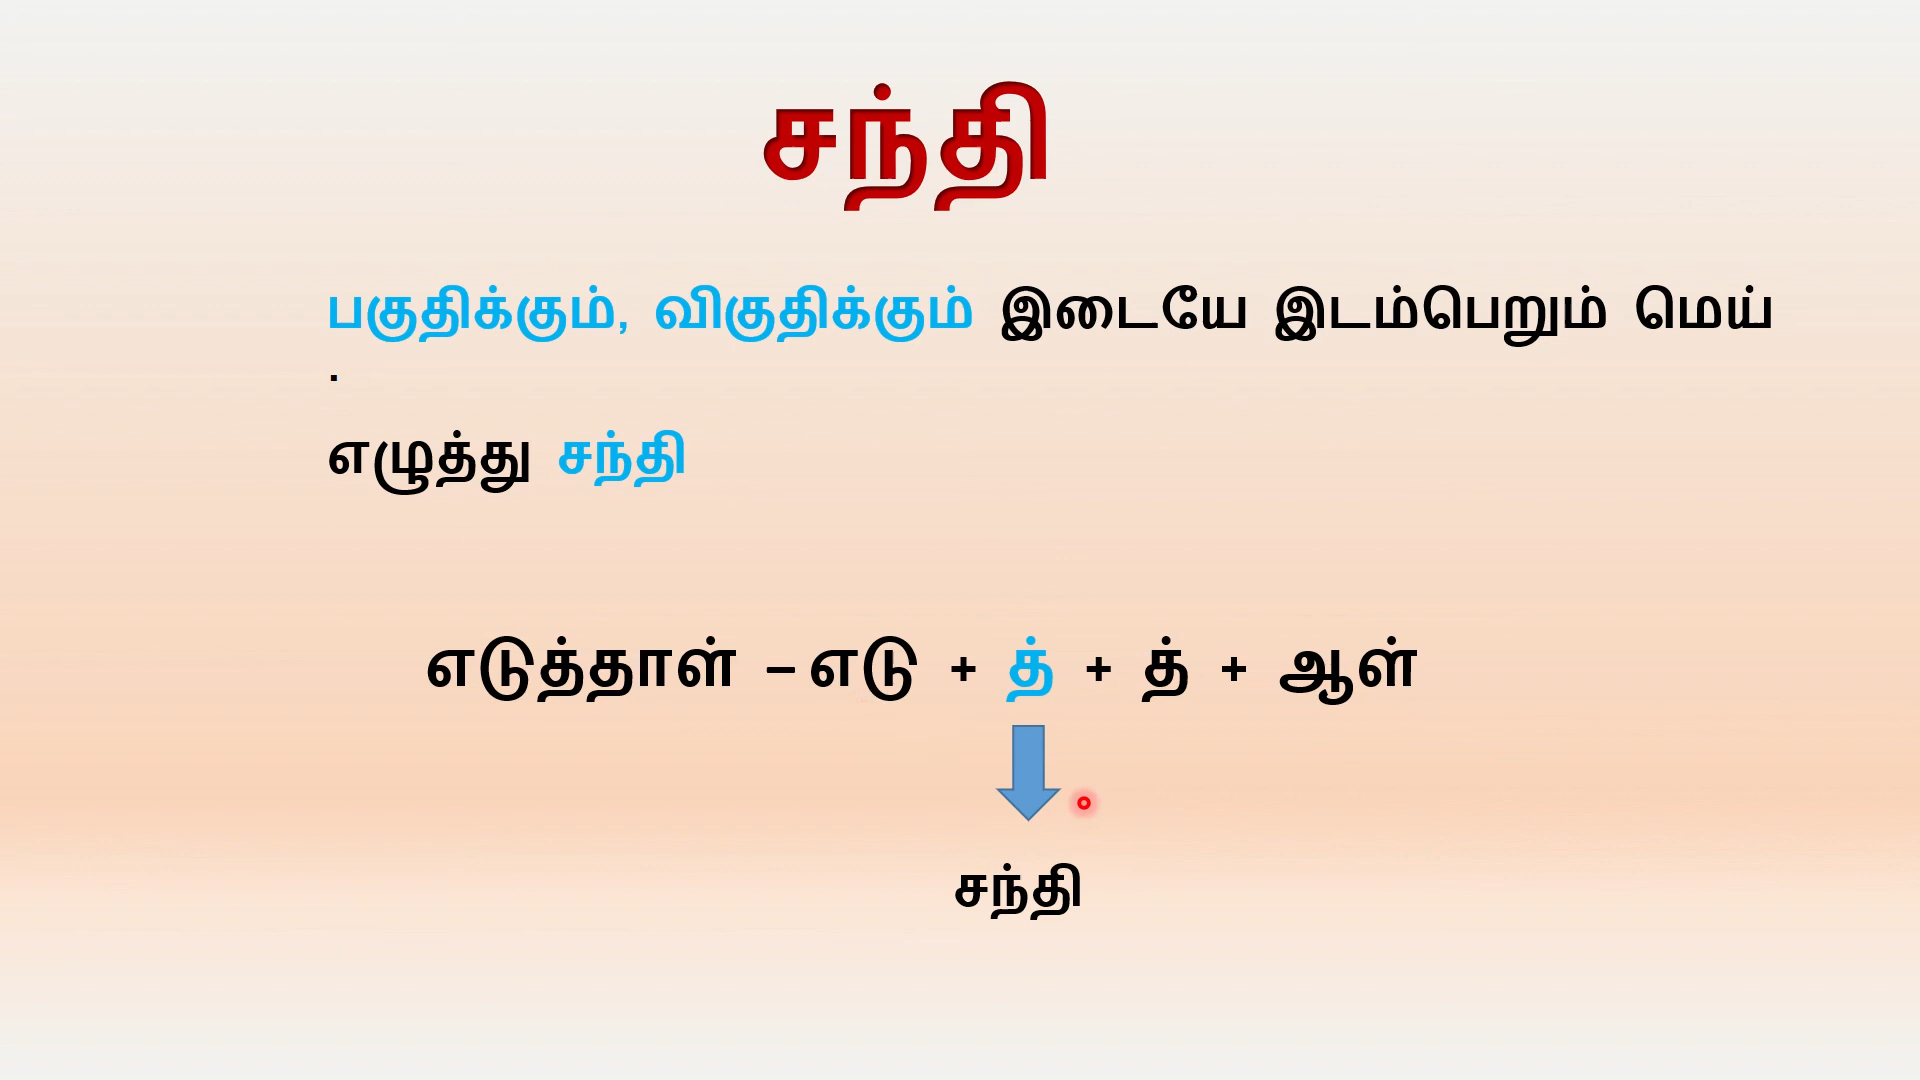 சந்தி
பகுதிக்கும், விகுதிக்கும் இடையே இடம்பெறும் மெய்
.
எழுத்து சந்தி
எடுத்தாள் – எடு + த் + த் + ஆள்
சந்தி